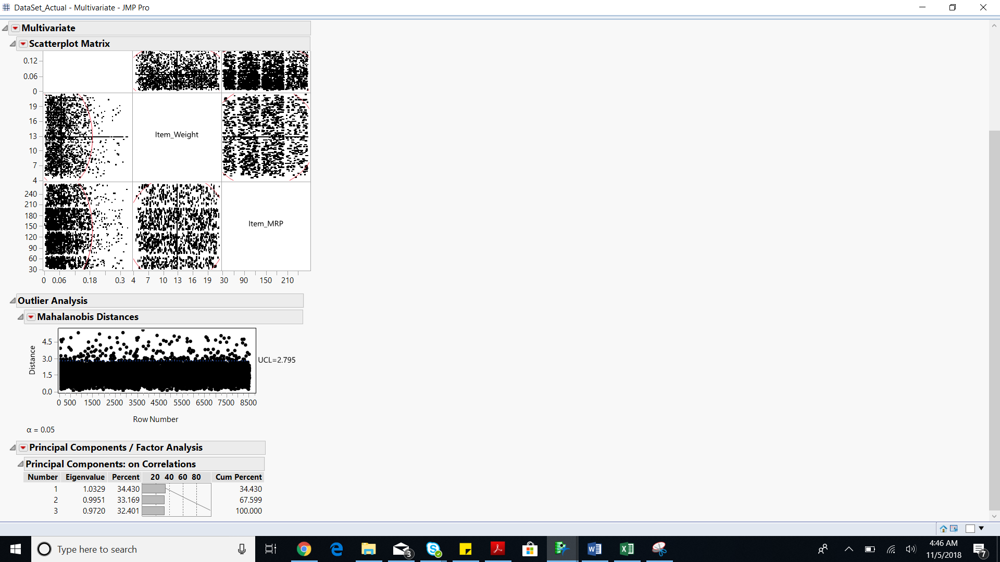 DataSet_Actual - Multivariate - JMP Pro
Multivariate
Scatterplot Matrix
0.12
0.06
0
19
16
13
10
7
4
Item_Weight
240
210
180
150
120
90
60
30
Item_MRP
0 0.06 0.18 0.3 4 7 10 13 16 19 30 90 150 210
Outlier Analysis
Mahalanobis Distances
Distance
4.5
3.0
1.5
0.0
UCL=2.795
0 500 1500 2500 3500 4500 5500 6500 7500 8500
Row Number
α = 0.05
Principal Components / Factor Analysis
Principal Components: on Correlations
Number Eigenvalue Percent 20 40 60 80 Cum Percent
1 1.0329 34.430 34.430
2 0.9951 33.169 67.599
3 0.9720 32.401 100.000
Type here to search
3
4:46 AM
11/5/2018
7